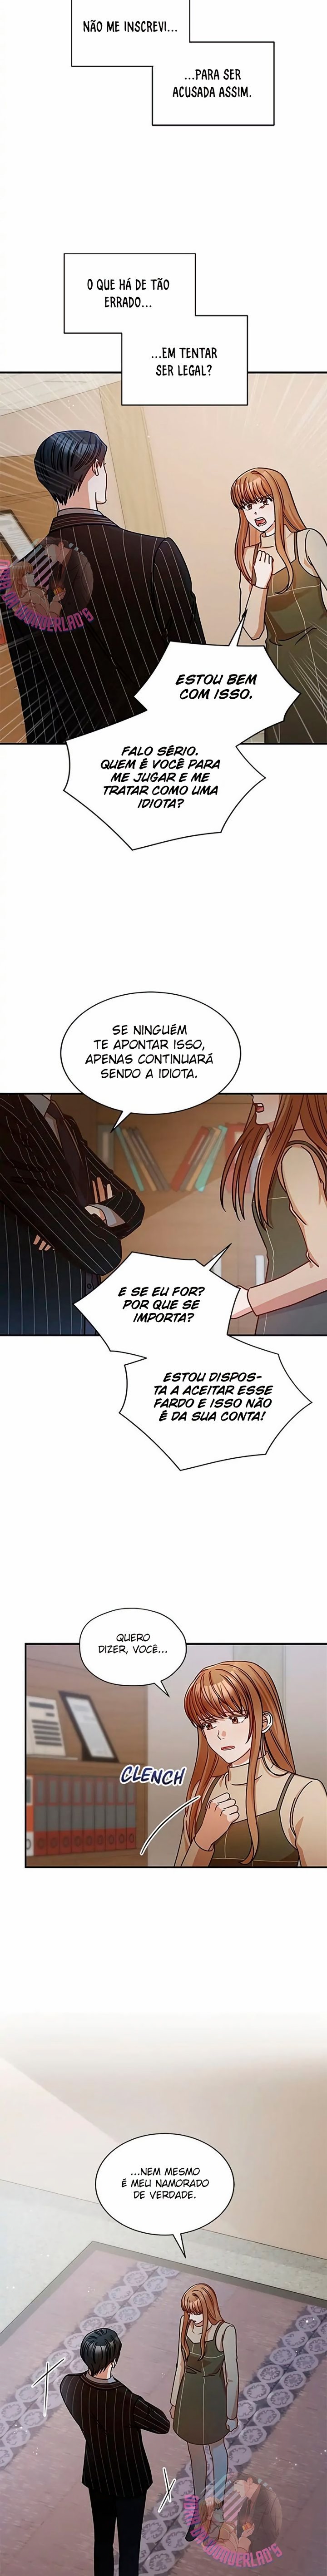 NÃO ME INSCREVI...
...PARA SER
ACUSADA ASSIM.
O QUE HÁ DE TÃO
ERRADO...
...EM TENTAR
SER LEGAL?
ESTOU BEM
COM ISSO.
FALO SÉRIO.
QUEM É VOCÊ PARA
ME JUGAR E ME
TRATAR COMO UMA
IDIOTA?
SE NINGUÉM
TE APONTAR ISSO,
APENAS CONTINUARÁ
SENDO A IDIOTA.
E SE EU FOR?
POR QUE SE
IMPORTA?
ESTOU DISPOS-
TA A ACEITAR ESSE
FARDO E ISSO NÃO
É DA SUA CONTA!
QUERO
DIZER, VOCÊ...
CLENCH
...NEM MESMO
É MEU NAMORADO
DE VERDADE.